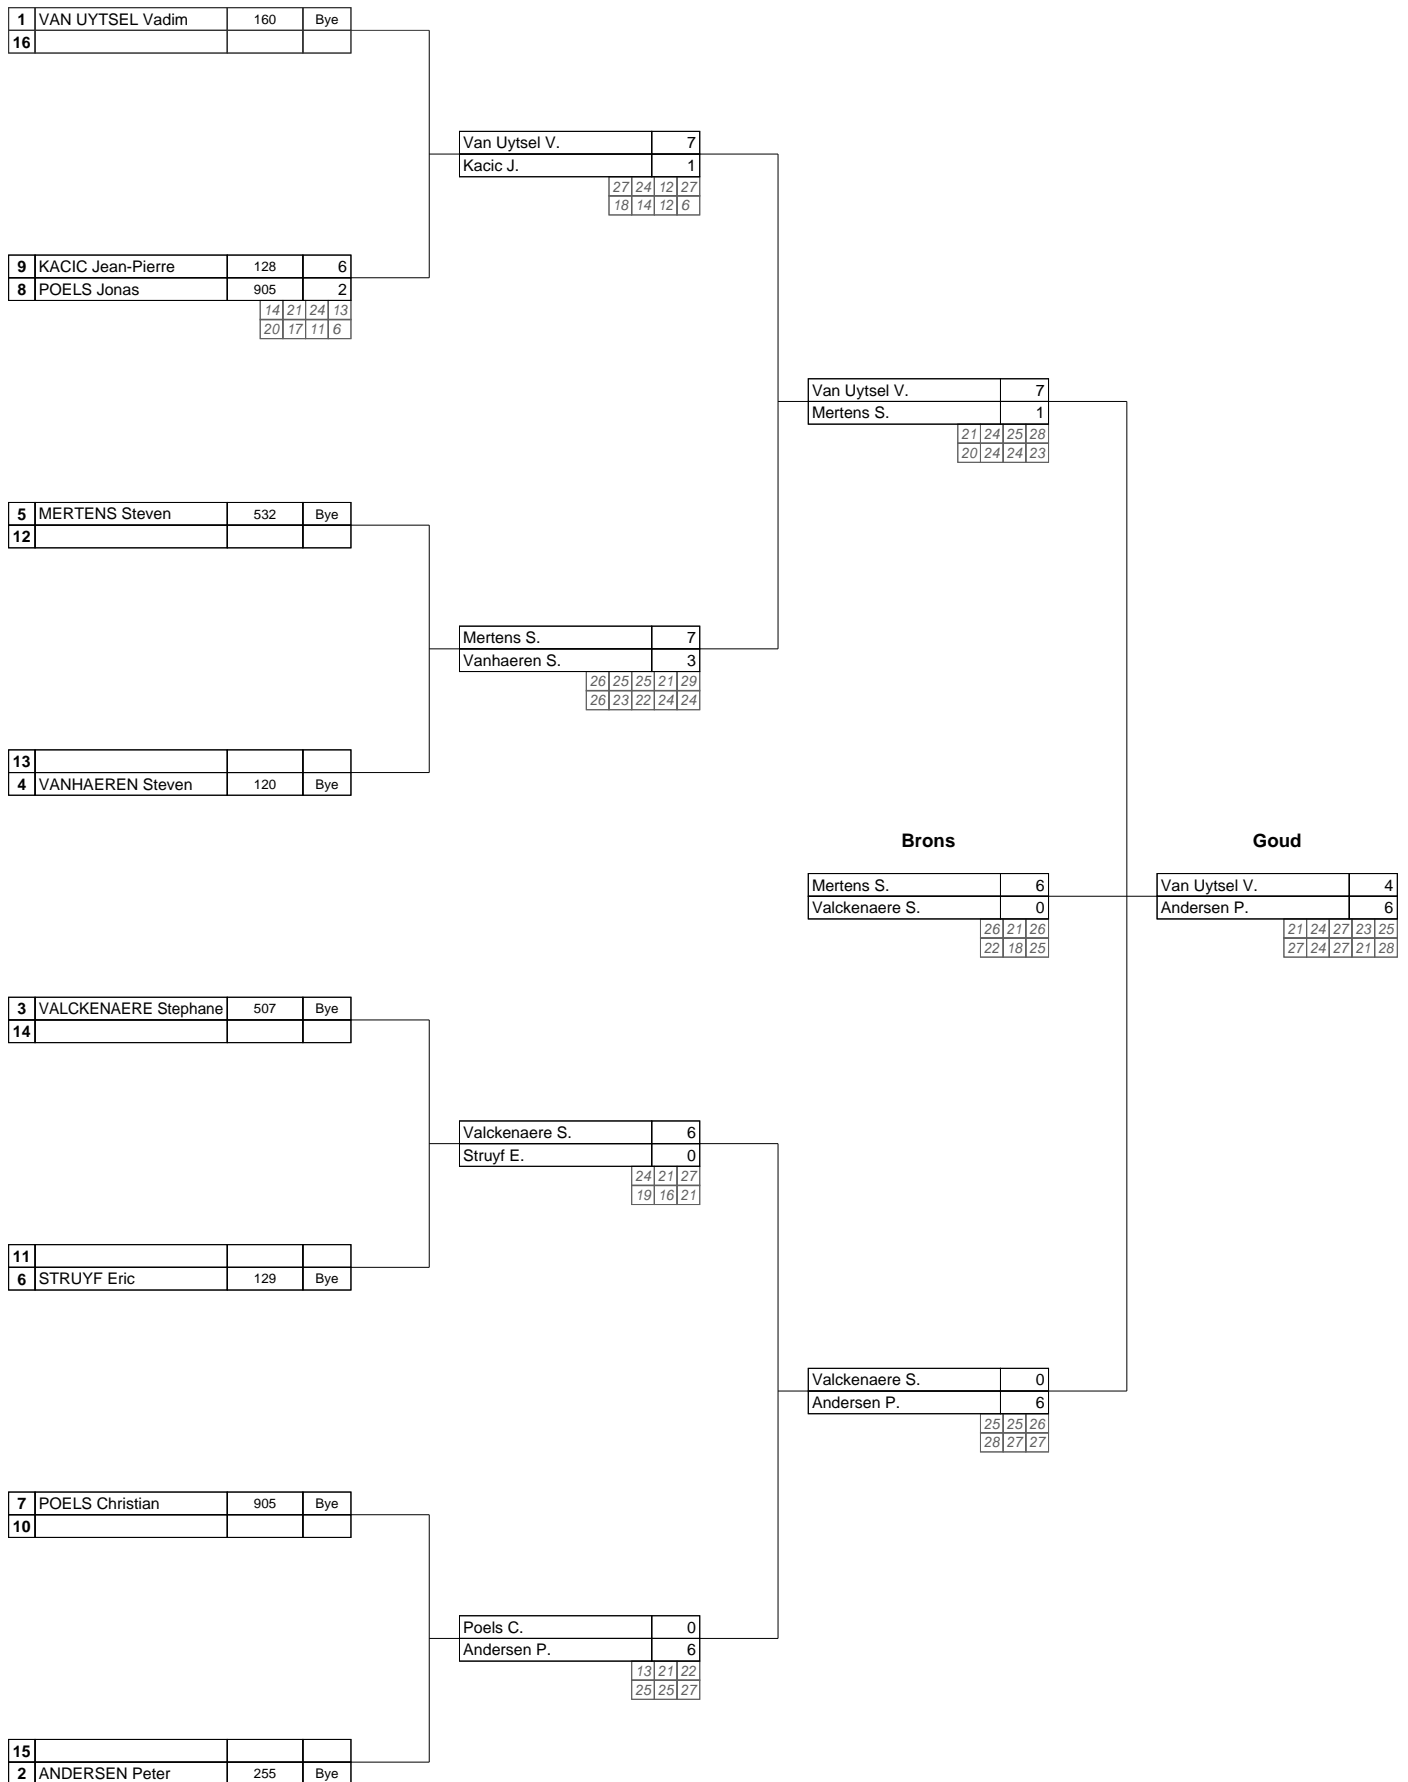 1 VAN UYTSEL Vadim 160 Bye
16
Van Uytsel V. 7
Kacic J. 1
27 24 12 27
18 14 12 6
9 KACIC Jean-Pierre 128 6
8 POELS Jonas 905 2
14 21 24 13
20 17 11 6
Van Uytsel V. 7
Mertens S. 1
21 24 25 28
20 24 24 23
5 MERTENS Steven 532 Bye
12
Mertens S. 7
Vanhaeren S. 3
26 25 25 21 29
26 23 22 24 24
13
4 VANHAEREN Steven 120 Bye
Brons
Goud
Mertens S. 6
Valckenaere S. 0
26 21 26
22 18 25
Van Uytsel V. 4
Andersen P. 6
21 24 27 23 25
27 24 27 21 28
3 VALCKENAERE Stephane 507 Bye
14
Valckenaere S. 6
Struyf E. 0
24 21 27
19 16 21
11
6 STRUYF Eric 129 Bye
Valckenaere S. 0
Andersen P. 6
25 25 26
28 27 27
7 POELS Christian 905 Bye
10
Poels C. 0
Andersen P. 6
13 21 22
25 25 27
15
2 ANDERSEN Peter 255 Bye